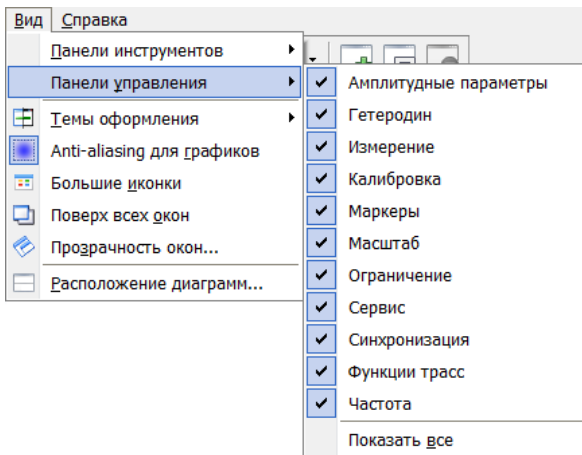 Вид Справка
Панели инструментов
Панели управления
Темы оформления
Anti-aliasing для графиков
Большие иконки
Поверх всех окон
Прозрачность окон...
Расположение диаграмм...
Амплитудные параметры
Гетеродин
Измерение
Калибровка
Маркеры
Масштаб
Ограничение
Сервис
Синхронизация
Функции трасс
Частота
Показать все